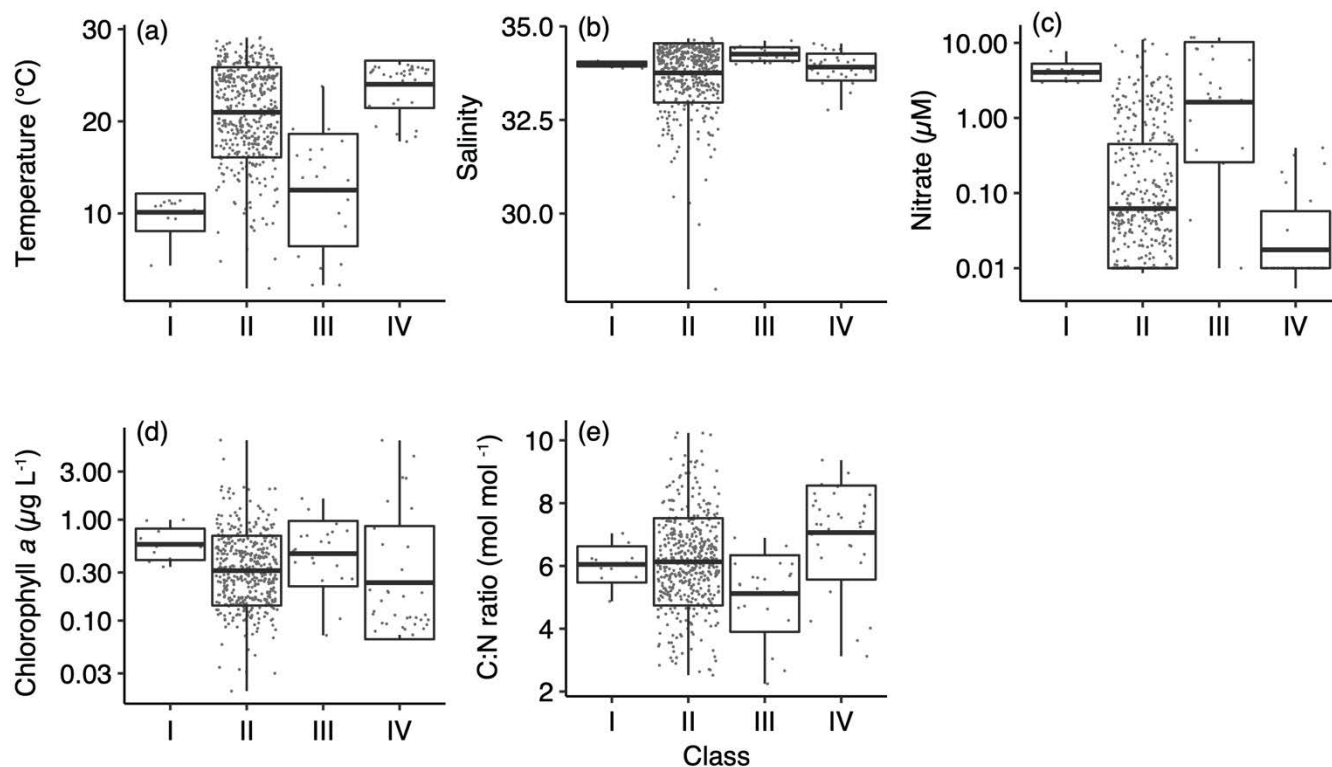 (a)
Temperature (°C)
30
20
10
I II III IV
(b)
Salinity
35.0
32.5
30.0
I II III IV
(c)
Nitrate (µM)
10.00
1.00
0.10
0.01
I II III IV
(d)
Chlorophyll a (µg L-1)
3.00
1.00
0.30
0.10
0.03
I II III IV
(e)
C:N ratio (mol mol -1)
10
8
6
4
2
I II III IV
Class